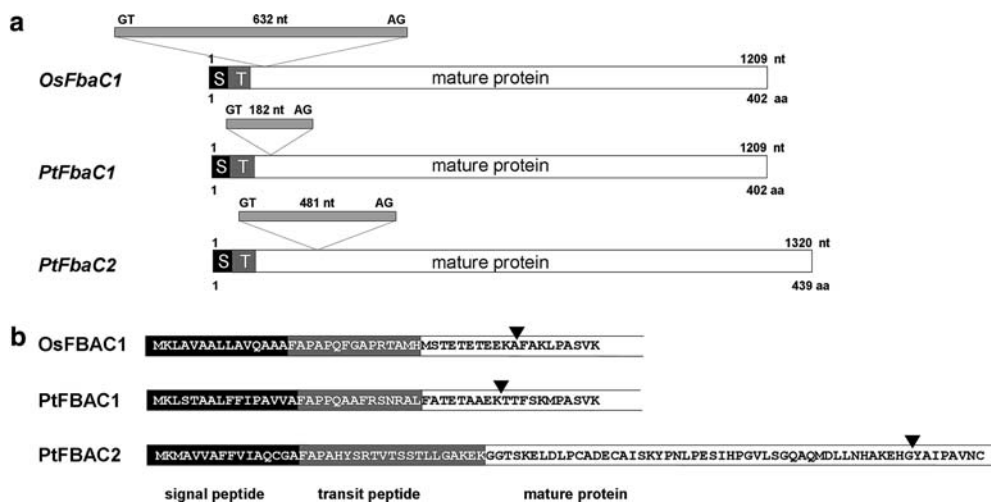 a
GT 632 nt AG
1 1209 nt
OsFbaC1 S T mature protein
1 402 aa
GT 182 nt AG
1 1209 nt
PtFbaC1 S T mature protein
1 402 aa
GT 481 nt AG
1 1320 nt
PtFbaC2 S T mature protein
1 439 aa
b
OsFBAC1 MKLAVAALLAVQAAAFAPAPQFGAPRTAMHMSTETETEEKAFAKLPASVK
PtFBAC1 MKLSTAALFFIPAVVAFAPPQAAFRSNRALFATETAAEKTTFSKMPASVK
PtFBAC2 MKMAVVAFFVIAQCGAFAPAHYSRTVTSSTLLGAKEKGGTSKELDLPCADECAISKYPNLPESIHPGVLSGQAQMDLLNHAKEHGYAIPAVNC
signal peptide transit peptide mature protein